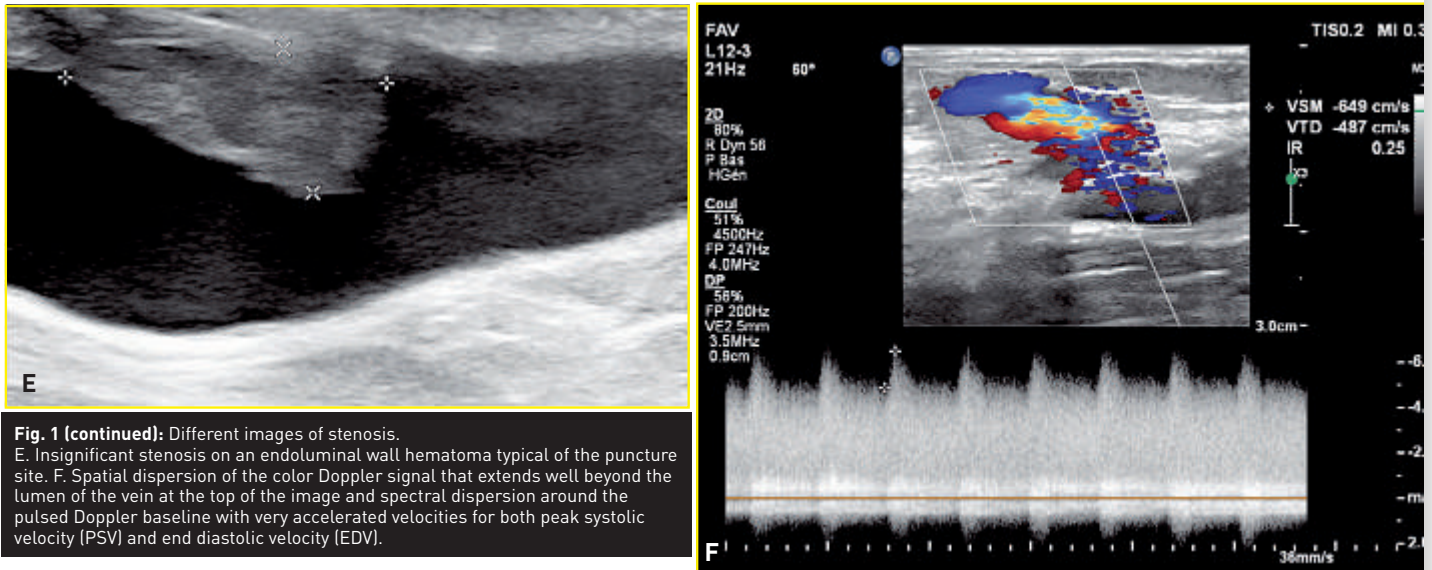 E
Fig. 1 (continued): Different images of stenosis.
E. Insignificant stenosis on an endoluminal wall hematoma typical of the puncture
site. F. Spatial dispersion of the color Doppler signal that extends well beyond the
lumen of the vein at the top of the image and spectral dispersion around the
pulsed Doppler baseline with very accelerated velocities for both peak systolic
velocity (PSV) and end diastolic velocity (EDV).
FAV
L12-3
21Hz 60°
TIS0.2 MI 0.3
2D
80%
R Dyn 56
P Bas
HGén
Coul
51%
4500Hz
FP 247Hz
4.0MHz
DP
56%
FP 200Hz
VE2.5mm
3.5MHz
0.9cm
VSM -649 cm/s
VTD -487 cm/s
IR 0.25
x3
3.0cm
-6.
-4.
-2.
-2.
36mm/s
F